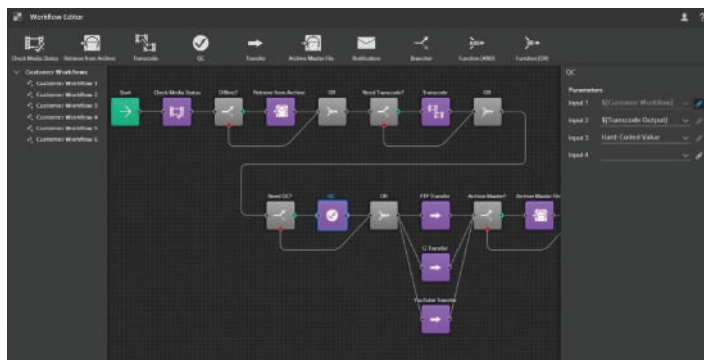 Workflow Editor
?
Check Media Status
Retrieve from Archive
Transcode
QC
Transfer
Archive Master File
Notification
Brancher
Function (AND)
Function (OR)
Customer Workflows
Customer Workflow 1
Customer Workflow 2
Customer Workflow 3
Customer Workflow 4
Customer Workflow 5
Customer Workflow 6
Start
Check Media Status
Offline?
Retrieve from Archive
OR
Need Transcode?
Transcode
OR
Need QC?
QC
OR
FTP Transfer
Archive Master?
Archive Master File
Transfer
YouTube Transfer
QC
Parameters
Input 1
$[Customer Workflow]
Input 2
$[Transcode Output]
Input 3
Hard-Coded Value
Input 4